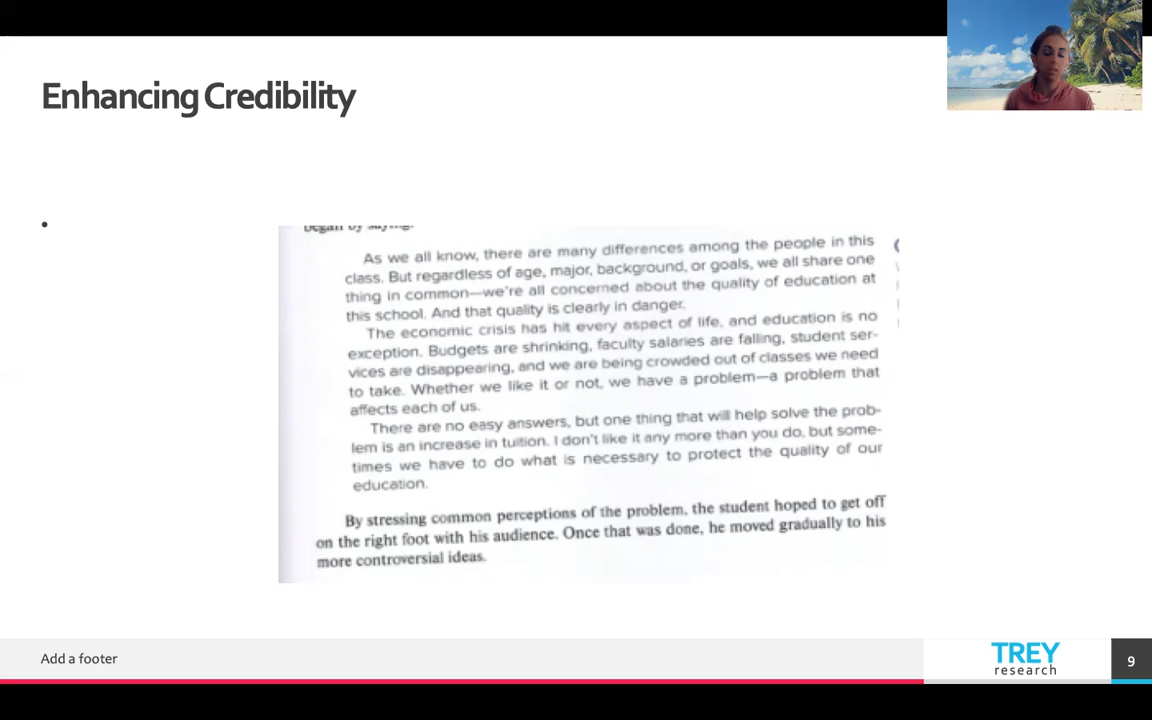 Enhancing Credibility
•
began by saying:
As we all know, there are many differences among the people in this
class. But regardless of age, major, background, or goals, we all share one
thing in common—we're all concerned about the quality of education at
this school. And that quality is clearly in danger.
The economic crisis has hit every aspect of life, and education is no
exception. Budgets are shrinking, faculty salaries are falling, student ser-
vices are disappearing, and we are being crowded out of classes we need
to take. Whether we like it or not, we have a problem—a problem that
affects each of us.
There are no easy answers, but one thing that will help solve the prob-
lem is an increase in tuition. I don't like it any more than you do, but some-
times we have to do what is necessary to protect the quality of our
education.
By stressing common perceptions of the problem, the student hoped to get off
on the right foot with his audience. Once that was done, he moved gradually to his
more controversial ideas.
Add a footer
TREY
research
9